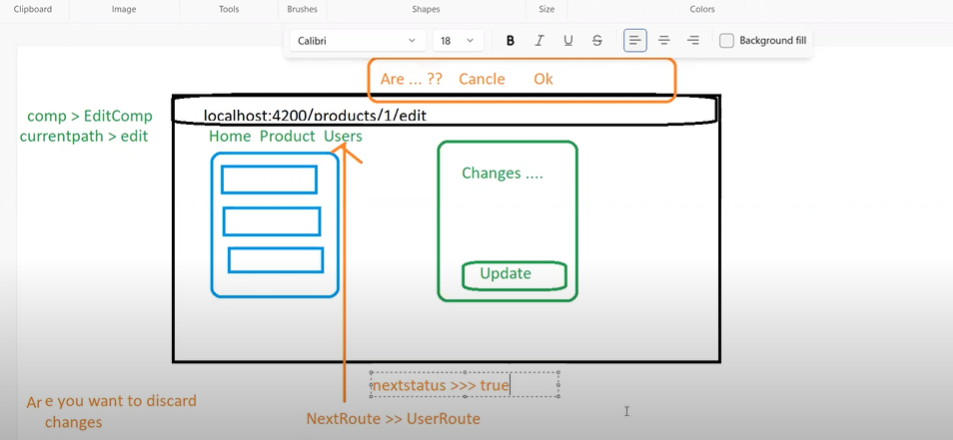 Clipboard Image Tools Brushes Shapes Size Colors
Calibri 18 B I U S Background fill
Are ... ?? Cancle Ok
comp > EditComp
currentpath > edit
localhost:4200/products/1/edit
Home Product Users
Changes ....
Update
nextstatus >>> true
Are you want to discard
changes
NextRoute >> UserRoute